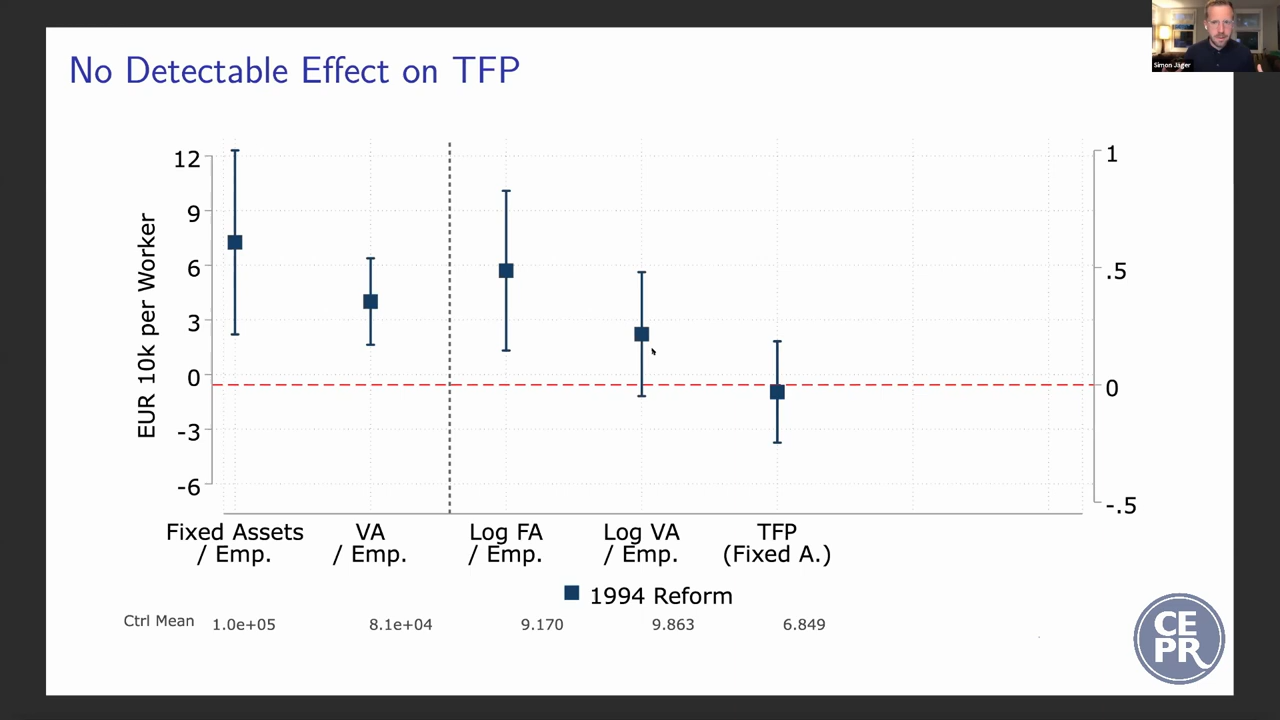 Simon Jäger
No Detectable Effect on TFP
EUR 10k per Worker
12
9
6
3
0
-3
-6
1
.5
0
-.5
Fixed Assets
/ Emp.
VA
/ Emp.
Log FA
/ Emp.
Log VA
/ Emp.
TFP
(Fixed A.)
1994 Reform
Ctrl Mean 1.0e+05 8.1e+04 9.170 9.863 6.849
CE
PR